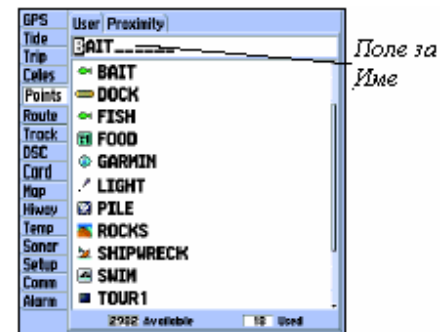 GPS
Tide
Trip
Celes
Points
Route
Track
DSC
Card
Map
Hiway
Temp
Sonar
Setup
Comm
Alarm
User Proximity
BAIT______
BAIT
DOCK
FISH
FOOD
GARMIN
LIGHT
PILE
ROCKS
SHIPWRECK
SWIM
TOUR1
2982 Available 18 Used
Поле за
Име